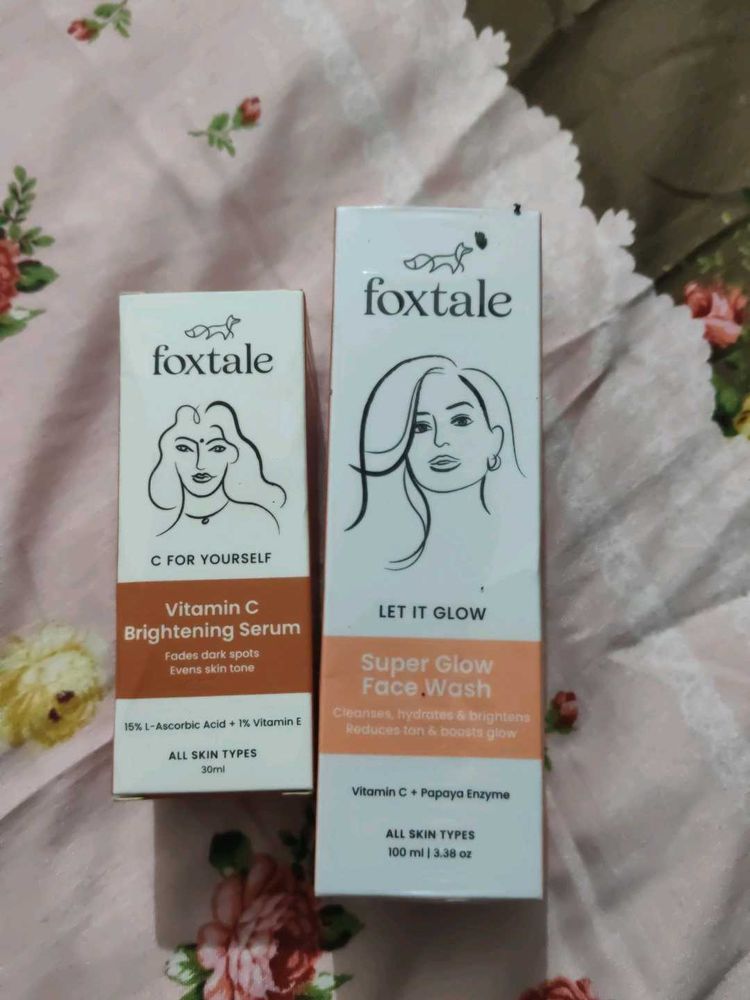 foxtale
C FOR YOURSELF
Vitamin C
Brightening Serum
Fades dark spots
Evens skin tone
15% L-Ascorbic Acid + 1% Vitamin E
ALL SKIN TYPES
30ml
foxtale
LET IT GLOW
Super Glow
Face Wash
Cleanses, hydrates & brightens
Reduces tan & boosts glow
Vitamin C + Papaya Enzyme
ALL SKIN TYPES
100 ml | 3.38 oz